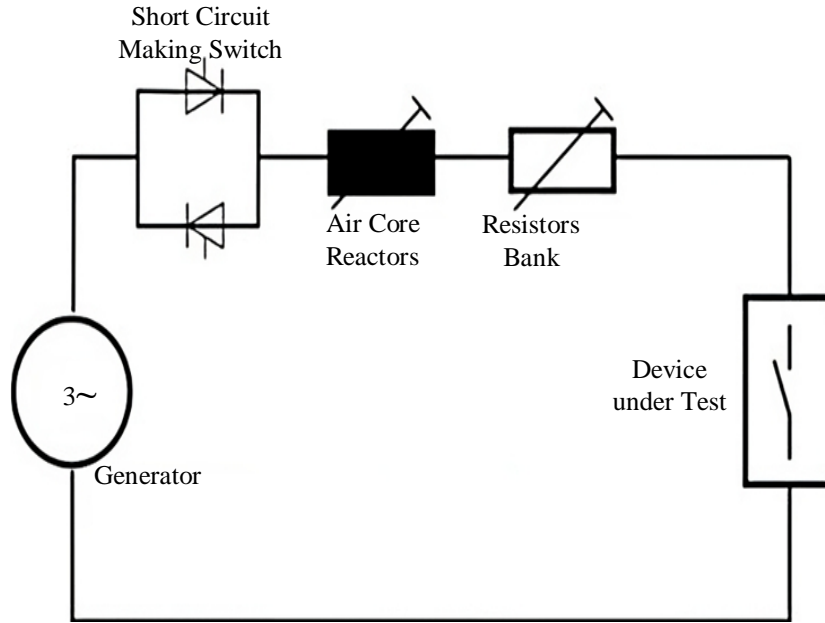 Short Circuit
Making Switch
Air Core
Reactors
Resistors
Bank
Device
under Test
3~
Generator